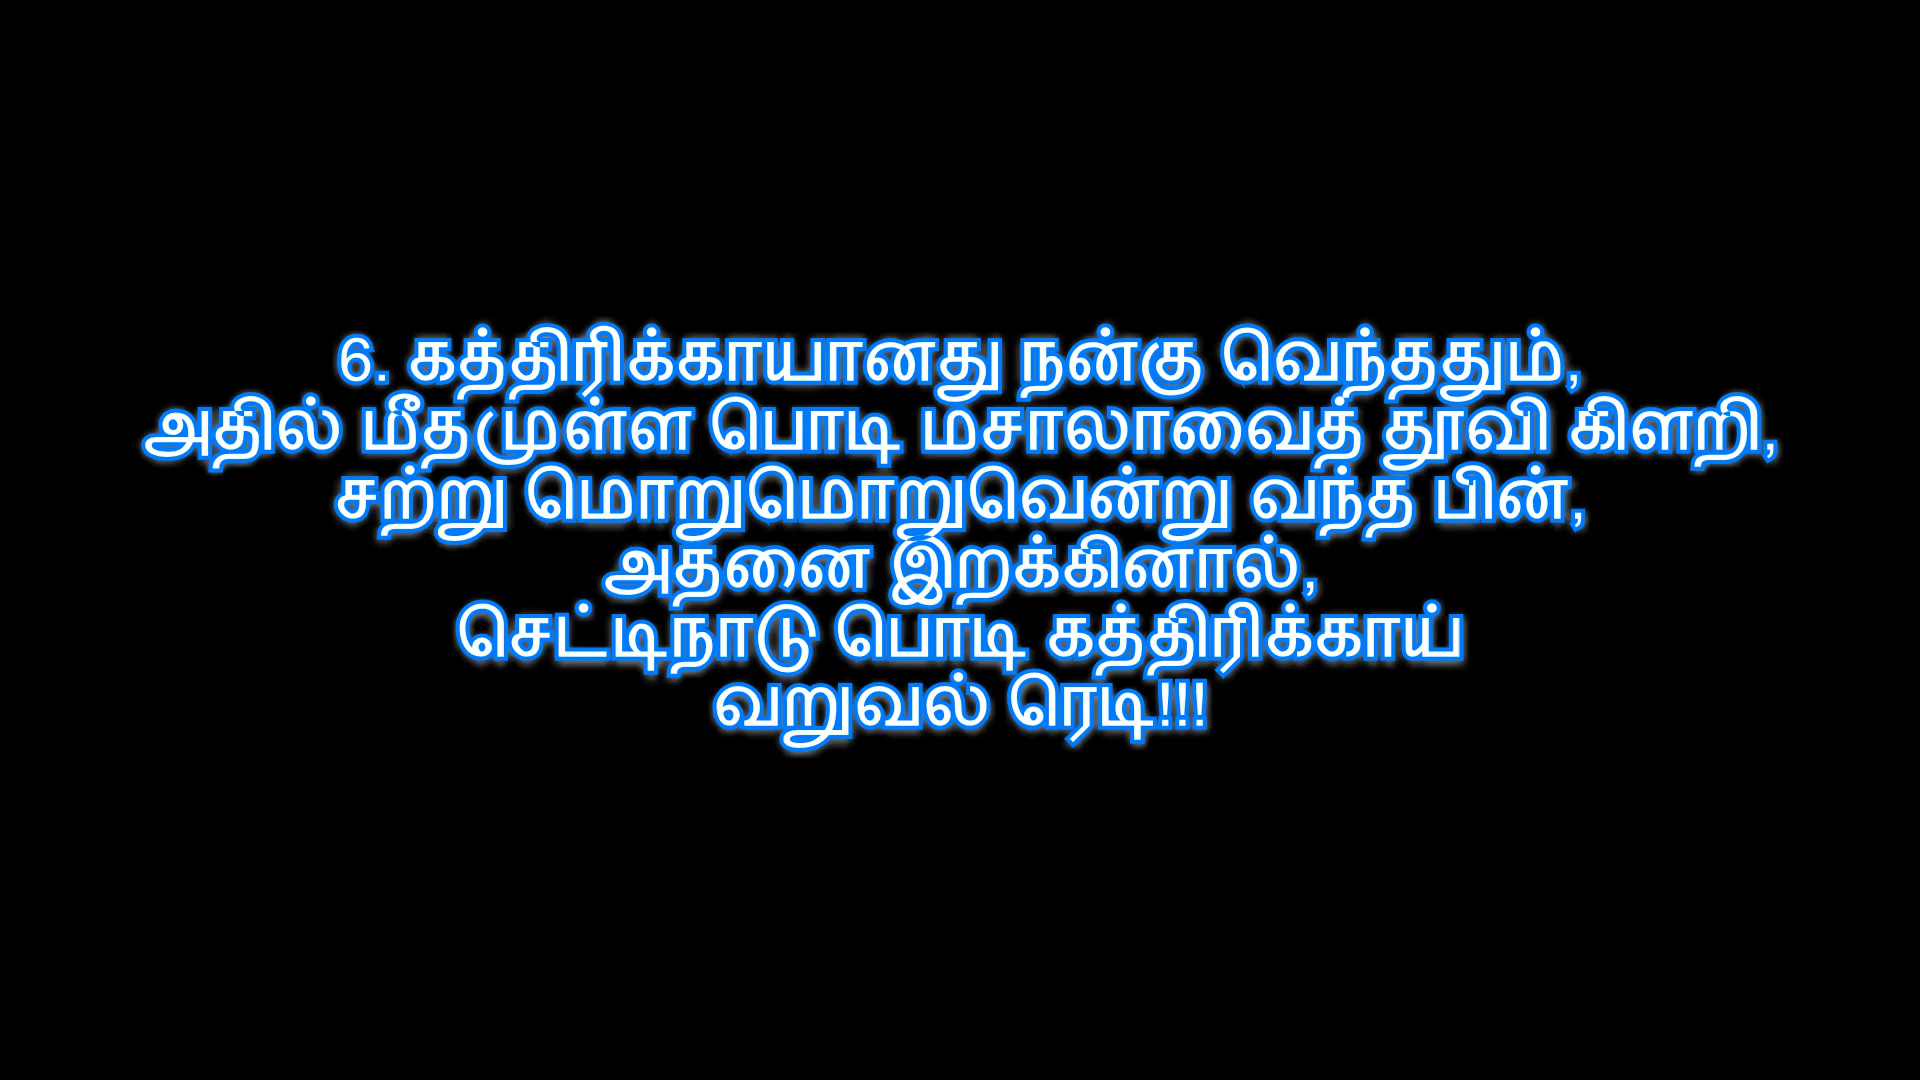 6. கத்திரிக்காயானது நன்கு வெந்ததும்,
அதில் மீதமுள்ள பொடி மசாலாவைத் தூவி கிளறி,
சற்று மொறுமொறுவென்று வந்த பின்,
அதனை இறக்கினால்,
செட்டிநாடு பொடி கத்திரிக்காய்
வறுவல் ரெடி!!!